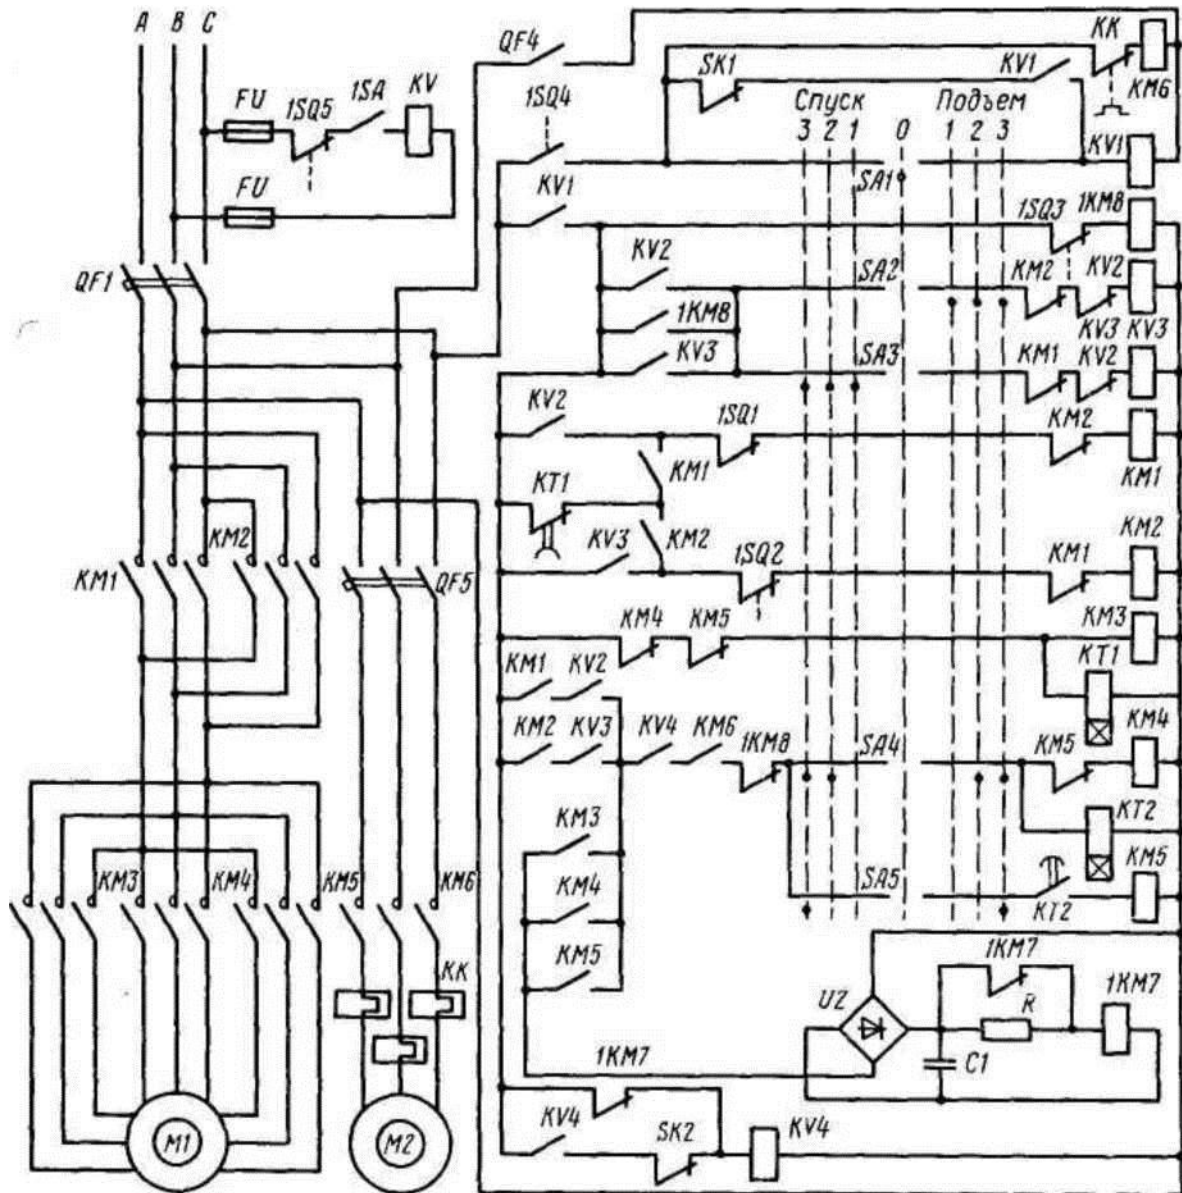 A B C
QF4
KK
SK1
KV1
KM6
FU
1SQ5
1SA
KV
1SQ4
Спуск
Подъем
3 2 1 0 1 2 3
FU
KV1
SA1
KV1
1SQ3
1KM8
QF1
KV2
SA2
KM2
KV2
1KM8
KV3
KV3
KV3
SA3
KM1
KV2
KV2
1SQ1
KM2
KM1
KM1
KT1
KM2
KM1
KV3
KM2
1SQ2
KM1
KM2
QF5
KM4
KM5
KM3
KM1
KV2
KT1
KM2
KV3
KV4
KM6
1KM8
SA4
KM5
KM4
KM3
KT2
KM3
KM4
KM5
KM6
KM4
SA5
KT2
KM5
KM5
KK
1KM7
U2
R
1KM7
C1
1KM7
KV4
SK2
KV4
M1
M2